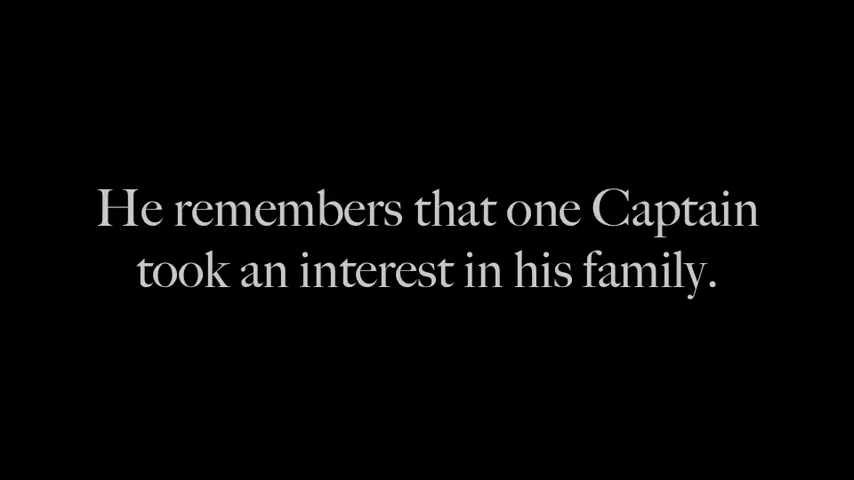 He remembers that one Captain
took an interest in his family.